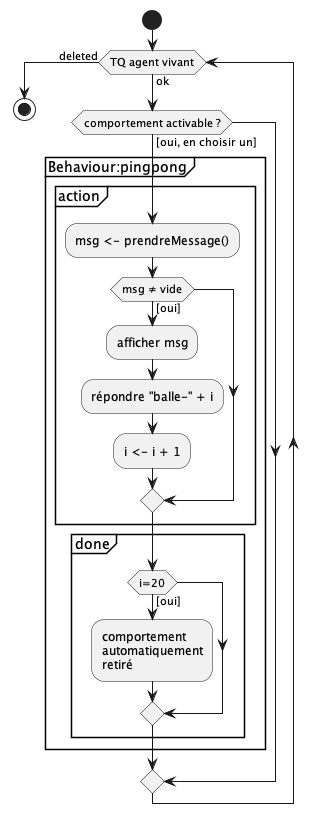 deleted
TQ agent vivant
ok
comportement activable ?
[oui, en choisir un]
Behaviour:pingpong
action
msg <- prendreMessage()
msg ≠ vide
[oui]
afficher msg
répondre "balle-" + i
i <- i + 1
done
i=20
[oui]
comportement
automatiquement
retiré